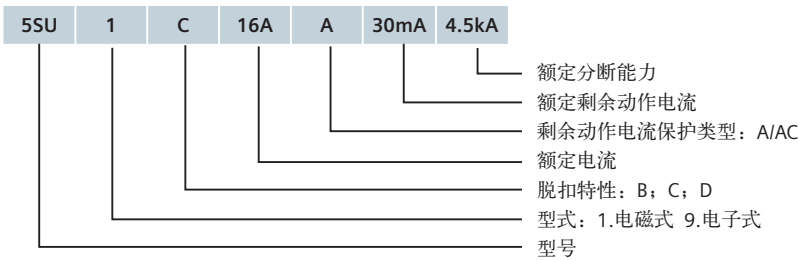 5SU 1 C 16A A 30mA 4.5kA
额定分断能力
额定剩余动作电流
剩余动作电流保护类型：A/AC
额定电流
脱扣特性：B；C；D
型式：1.电磁式 9.电子式
型号